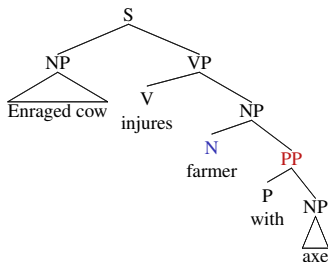 S
NP VP
Enraged cow
V NP
injures
N PP
farmer
P NP
with
axe